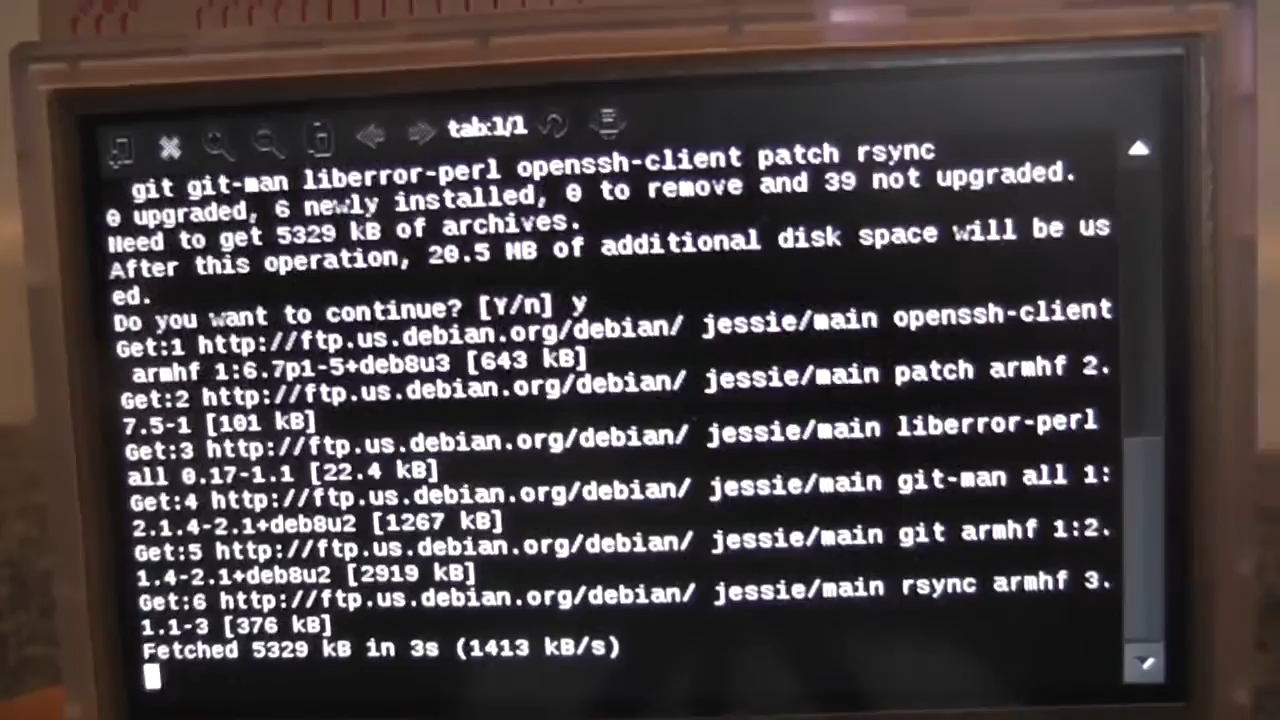 tab:1/1
git git-man liberror-perl openssh-client patch rsync
0 upgraded, 6 newly installed, 0 to remove and 39 not upgraded.
Need to get 5329 kB of archives.
After this operation, 20.5 MB of additional disk space will be us
ed.
Do you want to continue? [Y/n] y
Get:1 http://ftp.us.debian.org/debian/ jessie/main openssh-client
armhf 1:6.7p1-5+deb8u3 [643 kB]
Get:2 http://ftp.us.debian.org/debian/ jessie/main patch armhf 2.
7.5-1 [101 kB]
Get:3 http://ftp.us.debian.org/debian/ jessie/main liberror-perl
all 0.17-1.1 [22.4 kB]
Get:4 http://ftp.us.debian.org/debian/ jessie/main git-man all 1:
2.1.4-2.1+deb8u2 [1267 kB]
Get:5 http://ftp.us.debian.org/debian/ jessie/main git armhf 1:2.
1.4-2.1+deb8u2 [2919 kB]
Get:6 http://ftp.us.debian.org/debian/ jessie/main rsync armhf 3.
1.1-3 [376 kB]
Fetched 5329 kB in 3s (1413 kB/s)